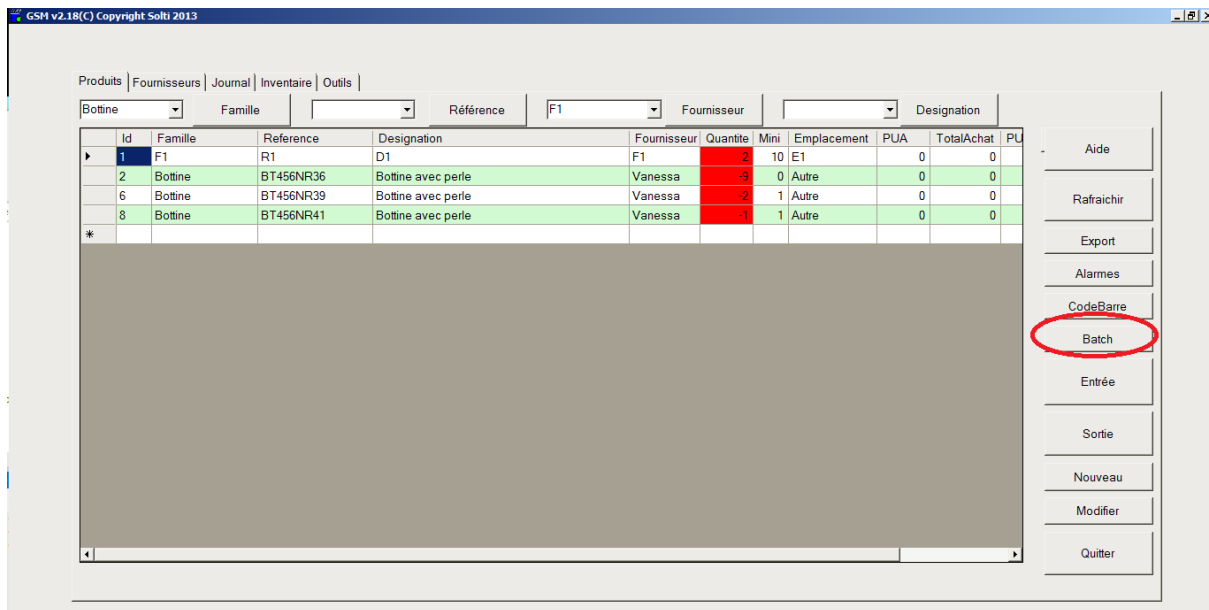 GSM v2.18(C) Copyright Solti 2013
Produits Fournisseurs Journal Inventaire Outils
Bottine Famille Référence F1 Fournisseur Designation
Id Famille Reference Designation Fournisseur Quantite Mini Emplacement PUA TotalAchat PU
1 F1 R1 D1 F1 2 10 E1 0 0
2 Bottine BT456NR36 Bottine avec perle Vanessa -9 0 Autre 0 0
6 Bottine BT456NR39 Bottine avec perle Vanessa -2 1 Autre 0 0
8 Bottine BT456NR41 Bottine avec perle Vanessa -1 1 Autre 0 0
Aide
Rafraichir
Export
Alarmes
CodeBarre
Batch
Entrée
Sortie
Nouveau
Modifier
Quitter